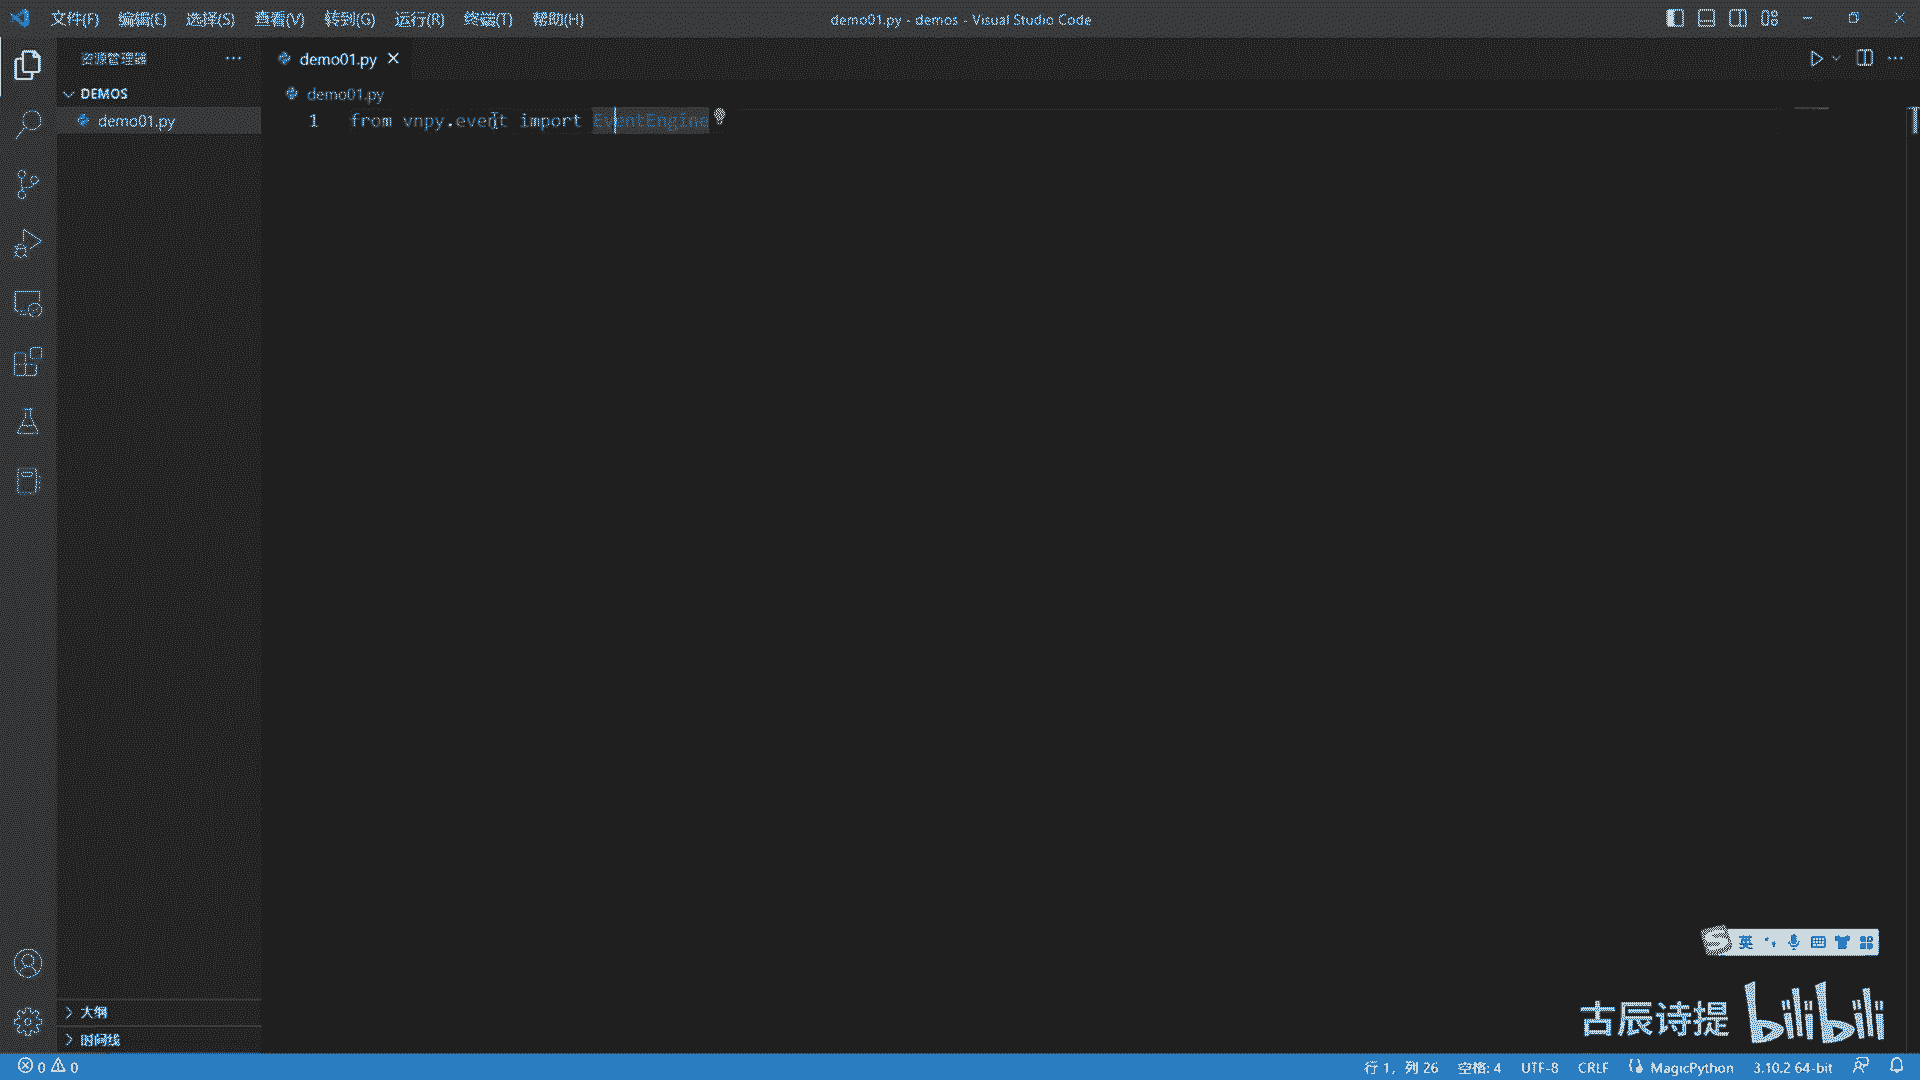 文件(F) 编辑(E) 选择(S) 查看(V) 转到(G) 运行(R) 终端(T) 帮助(H) demo01.py - demos - Visual Studio Code
资源管理器 demo01.py
DEMOS demo01.py
demo01.py 1 from vnpy.event import EventEngine
英
古辰诗提 bilibili
大纲
时间线
0 0 行 1, 列 26 空格: 4 UTF-8 CRLF MagicPython 3.10.2 64-bit